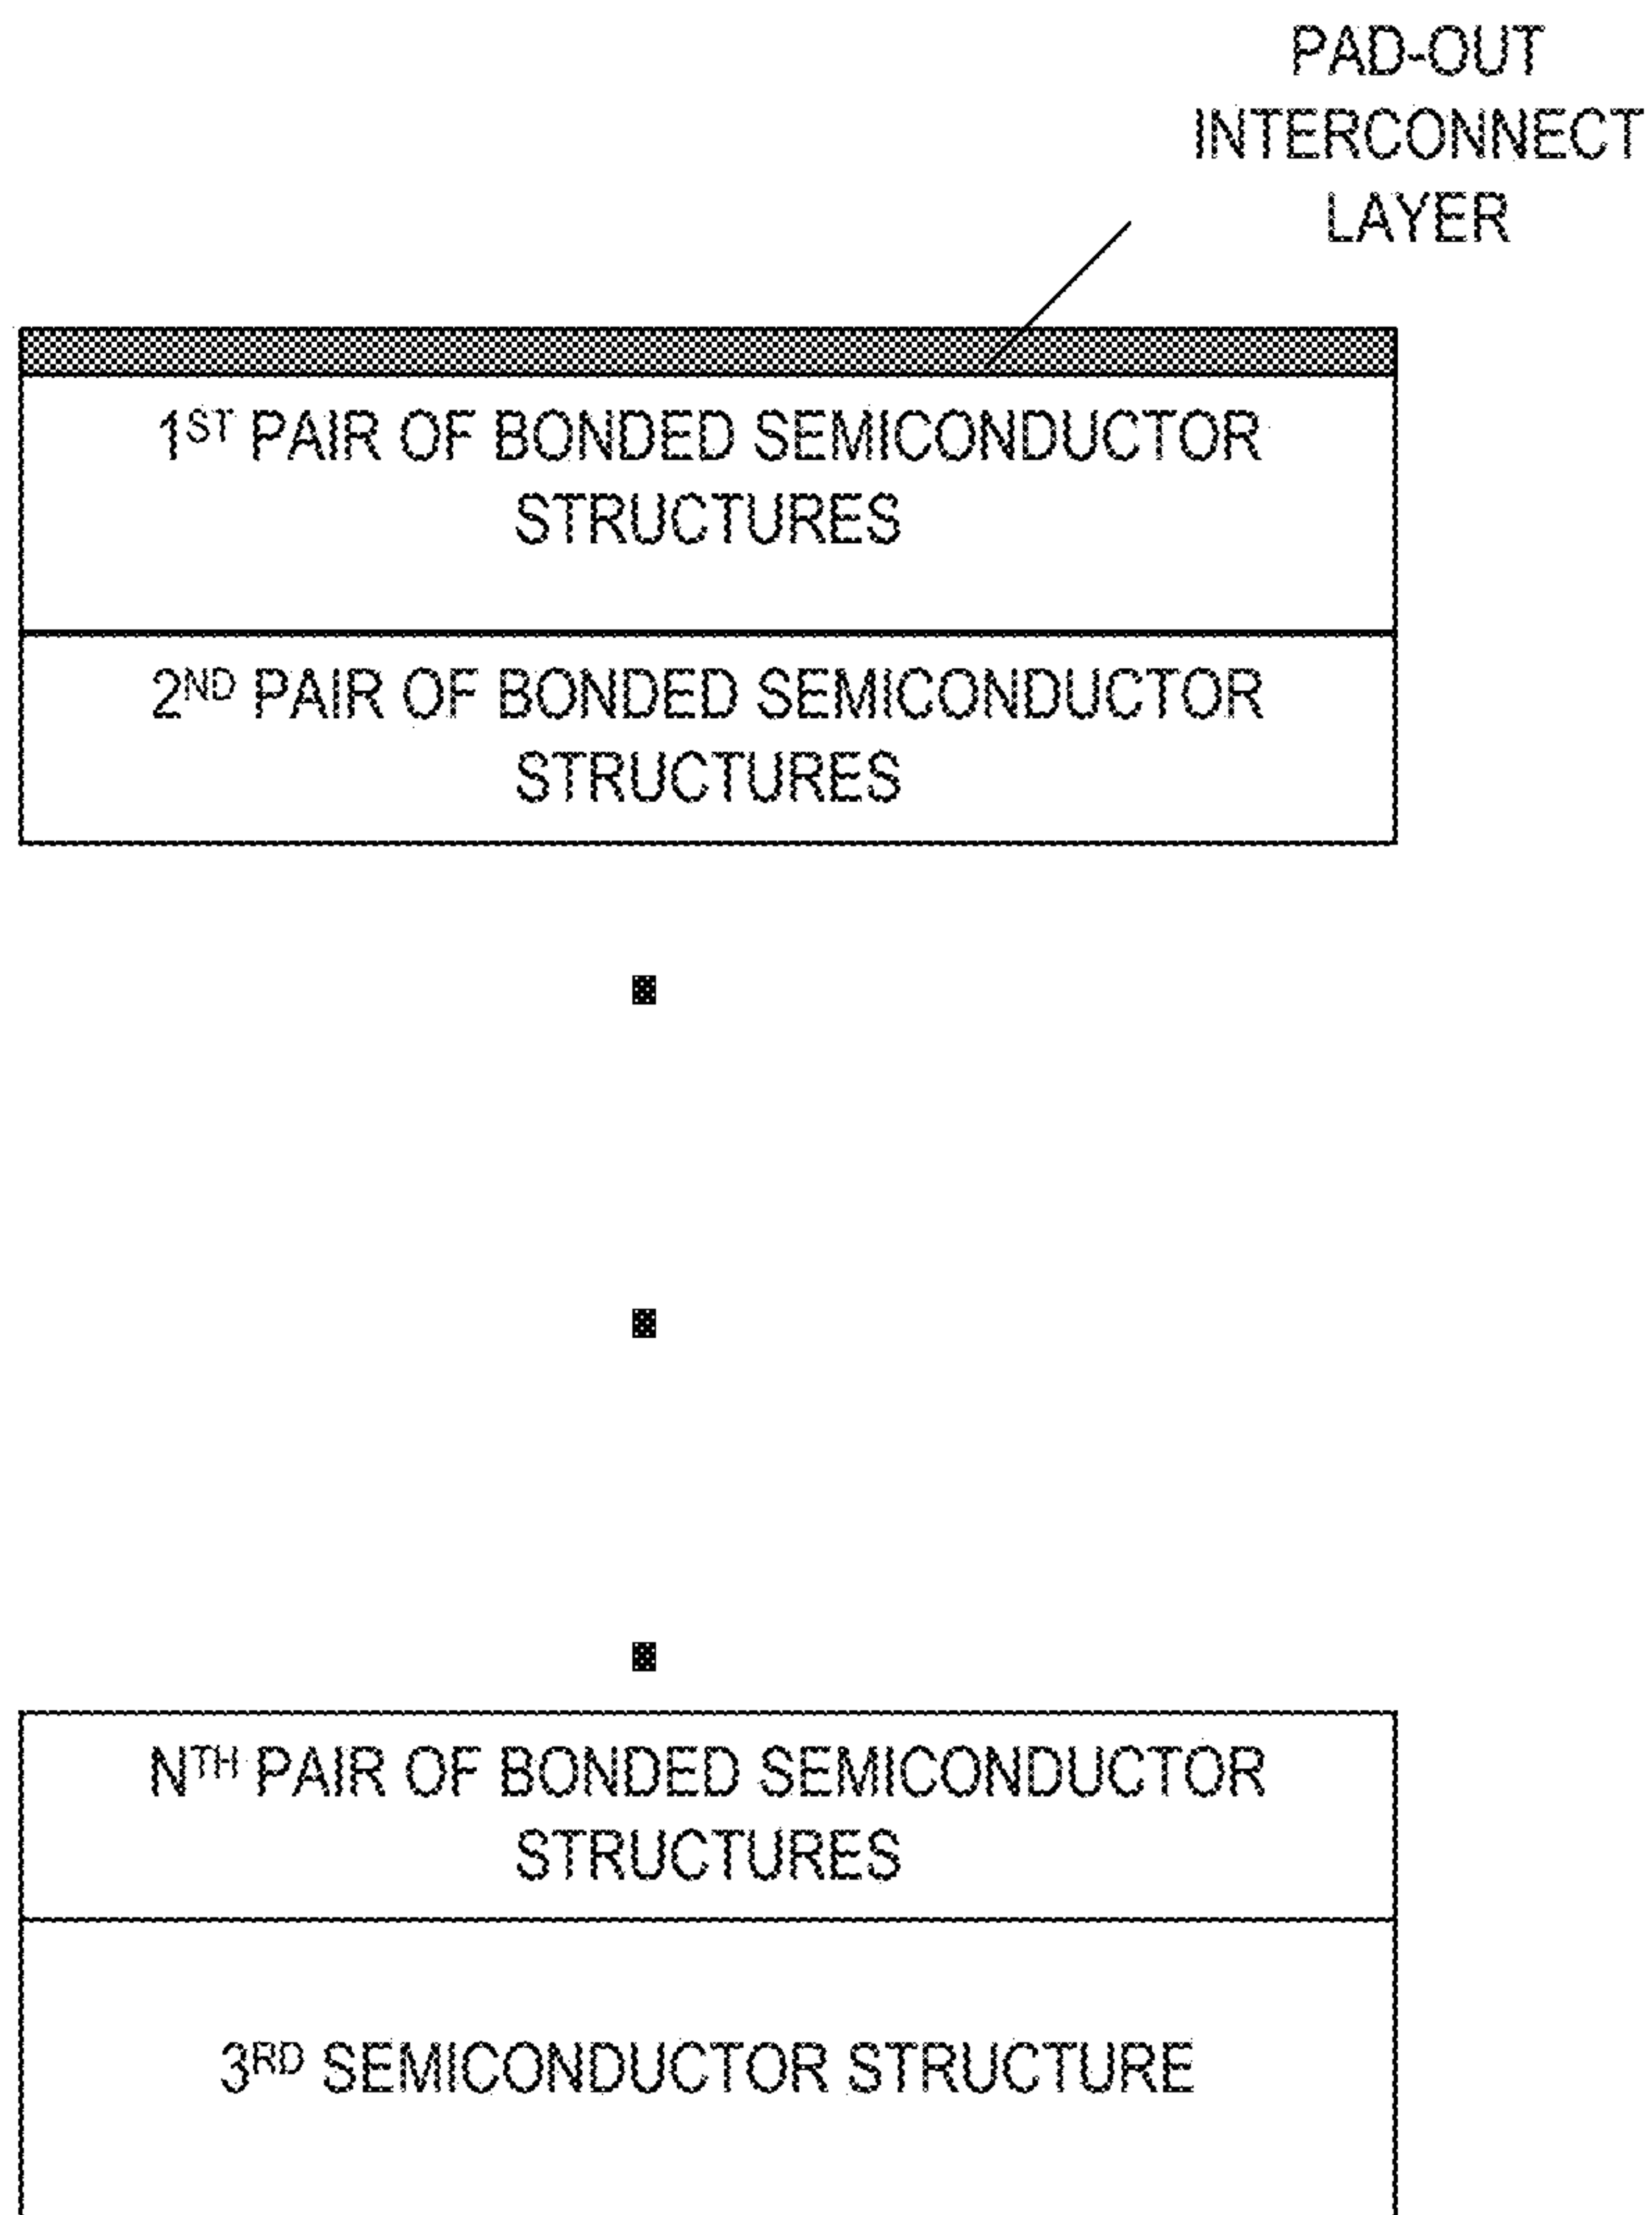 PAD-OUT
INTERCONNECT
LAYER
1ST PAIR OF BONDED SEMICONDUCTOR
STRUCTURES
2ND PAIR OF BONDED SEMICONDUCTOR
STRUCTURES
NTH PAIR OF BONDED SEMICONDUCTOR
STRUCTURES
3RD SEMICONDUCTOR STRUCTURE